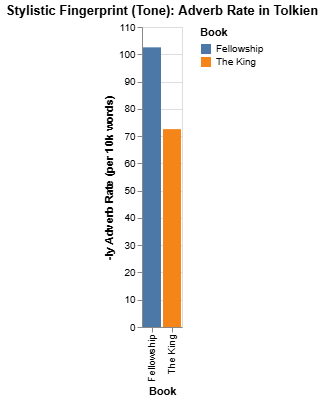 Stylistic Fingerprint (Tone): Adverb Rate in Tolkien
Book
Fellowship
The King
-ly Adverb Rate (per 10k words)
110
100
90
80
70
60
50
40
30
20
10
0
Fellowship
The King
Book